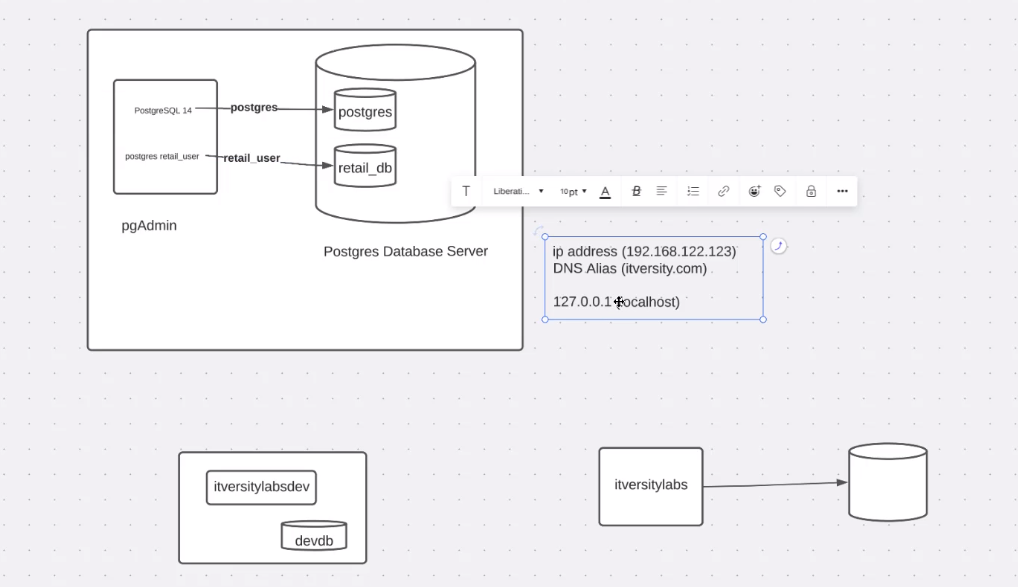 PostgreSQL 14
postgres
postgres
postgres retail_user
retail_user
retail_db
pgAdmin
Postgres Database Server
T Liberati... 10pt A B
ip address (192.168.122.123)
DNS Alias (itversity.com)
127.0.0.1 localhost)
itversitylabsdev
devdb
itversitylabs